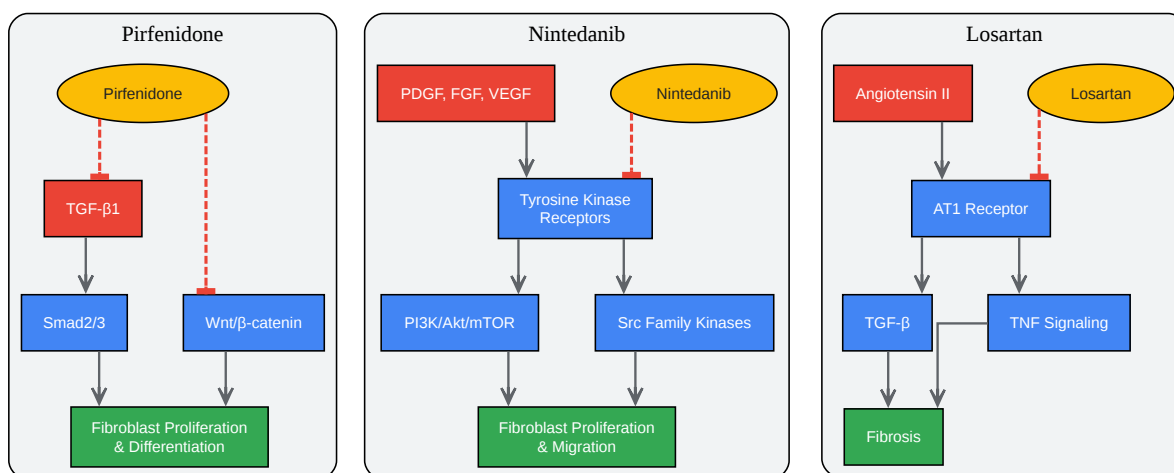 Pirfenidone
Pirfenidone
TGF-β1
Smad2/3
Wnt/β-catenin
Fibroblast Proliferation
& Differentiation
Nintedanib
PDGF, FGF, VEGF
Nintedanib
Tyrosine Kinase
Receptors
PI3K/Akt/mTOR
Src Family Kinases
Fibroblast Proliferation
& Migration
Losartan
Angiotensin II
Losartan
AT1 Receptor
TGF-β
TNF Signaling
Fibrosis